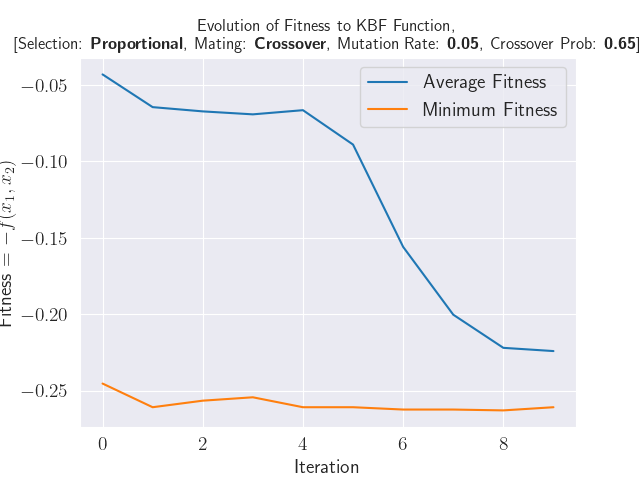 Evolution of Fitness to KBF Function,
[Selection: Proportional, Mating: Crossover, Mutation Rate: 0.05, Crossover Prob: 0.65]
Average Fitness
Minimum Fitness
Fitness = −f(x₁, x₂)
−0.05
−0.10
−0.15
−0.20
−0.25
0 2 4 6 8
Iteration